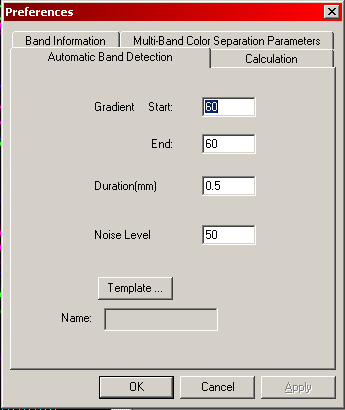 Preferences
Band Information Multi-Band Color Separation Parameters
Automatic Band Detection Calculation
Gradient Start: 60
End: 60
Duration(mm) 0.5
Noise Level 50
Template ...
Name:
OK Cancel Apply